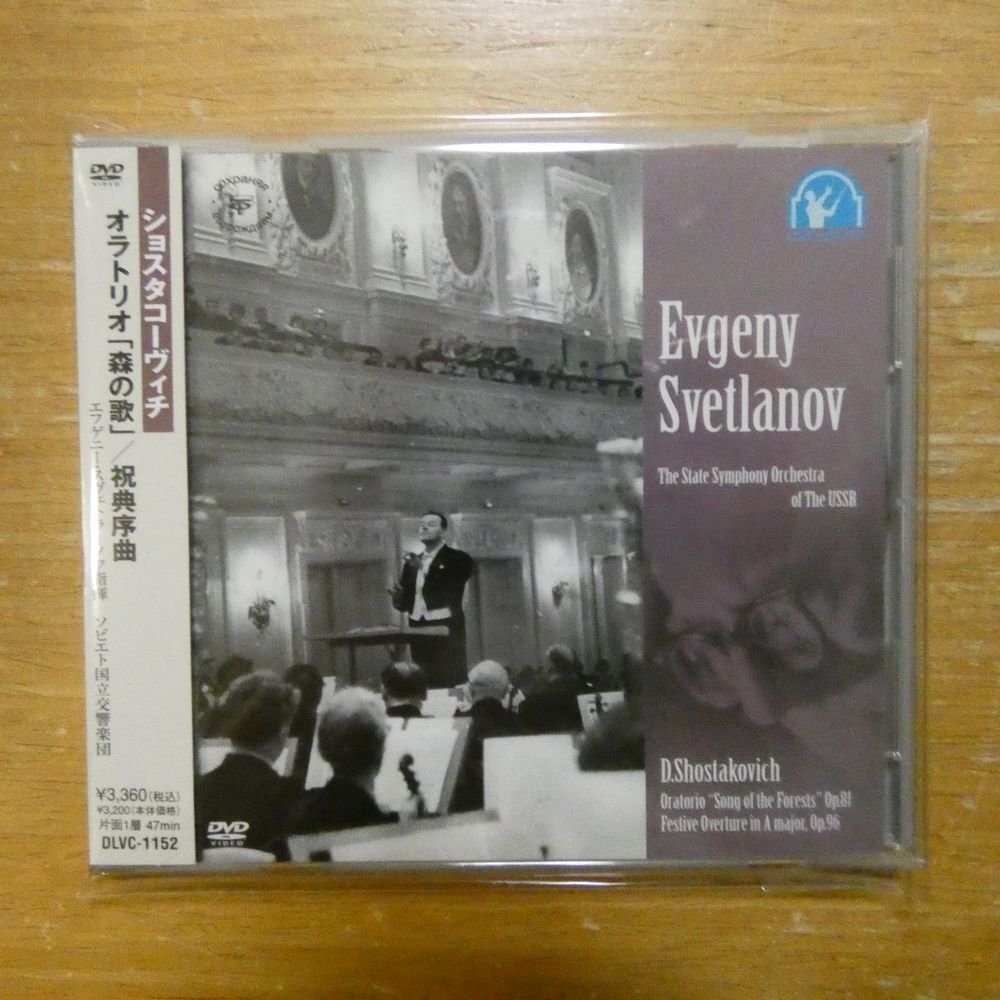 DVD
VIDEO
ショスタコーヴィチ
オラトリオ「森の歌」／祝典序曲
ソビエト国立交響楽団
¥3,360(税込)
¥3,200(本体価格)
片面1層 47min
DLVC-1152
Evgeny
Svetlanov
The State Symphony Orchestra
of The USSR
D.Shostakovich
Oratorio "Song of the Forests" Op.81
Festive Overture in A major, Op.96
DVD
VIDEO